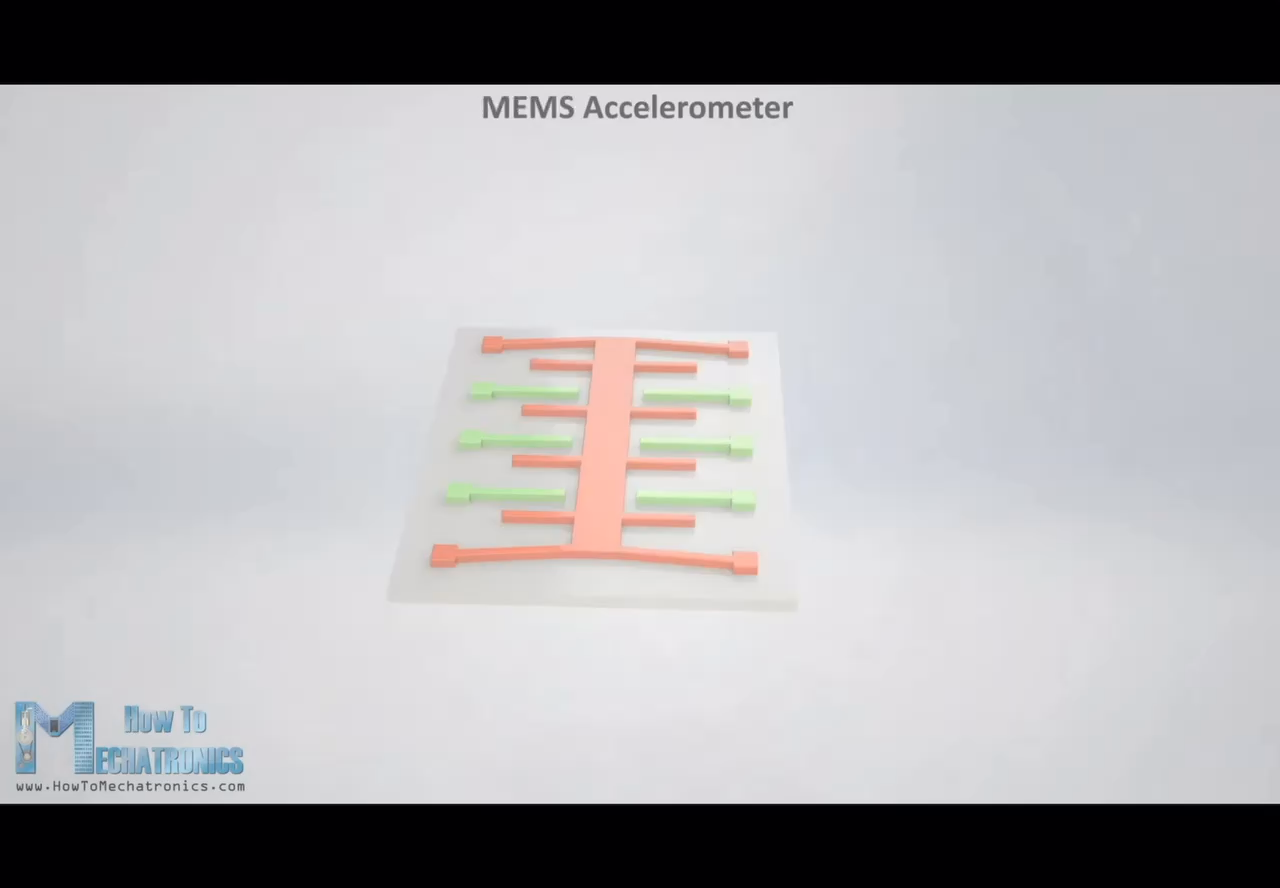 MEMS Accelerometer
How To
MECHATRONICS
www.HowToMechatronics.com